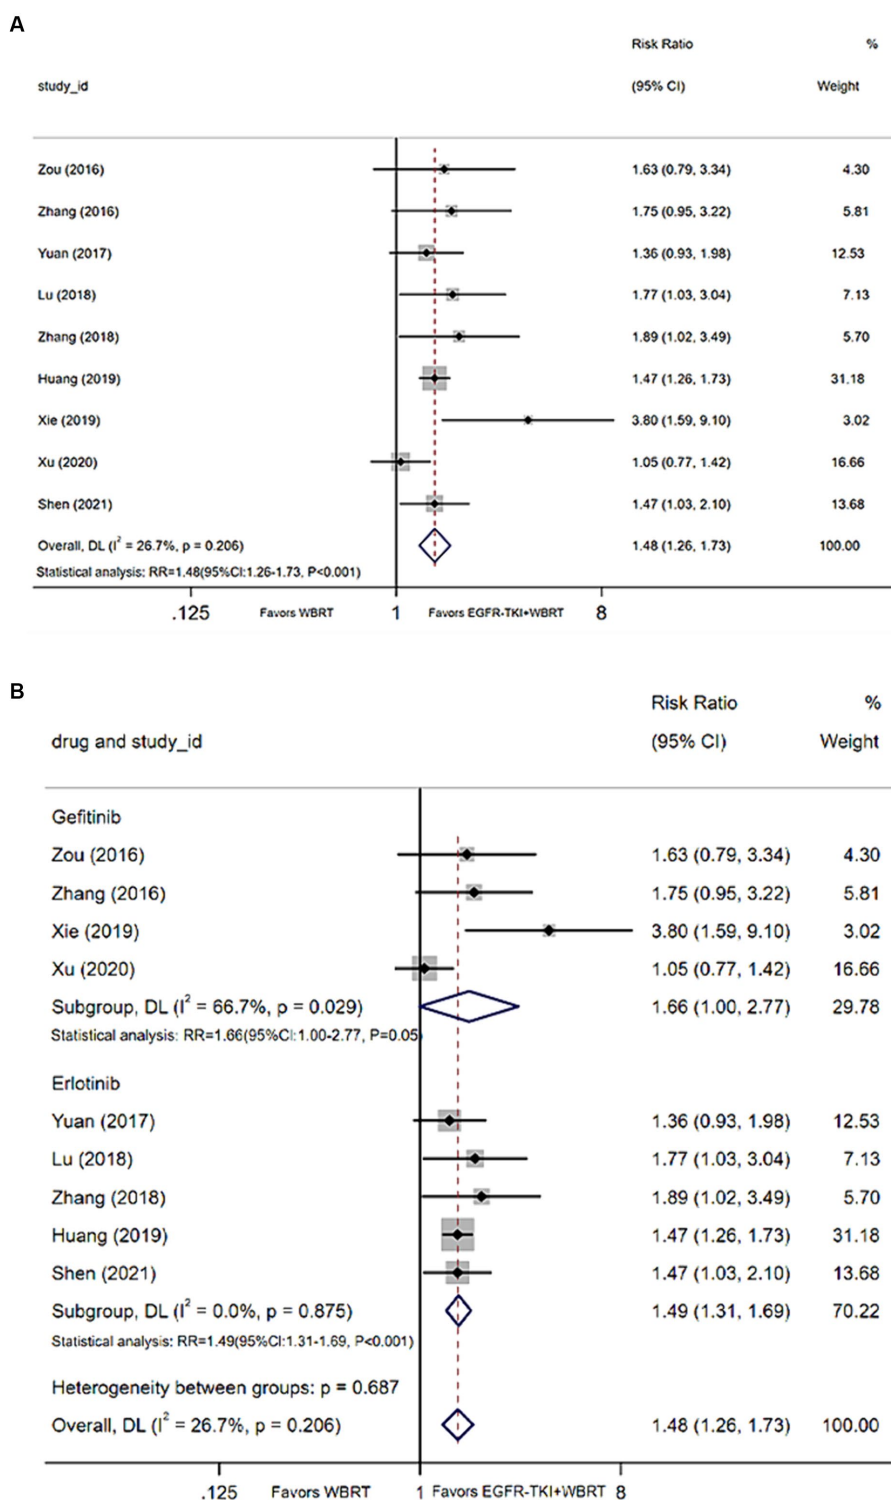 A
Risk Ratio %
study_id (95% CI) Weight
Zou (2016) 1.63 (0.79, 3.34) 4.30
Zhang (2016) 1.75 (0.95, 3.22) 5.81
Yuan (2017) 1.36 (0.93, 1.98) 12.53
Lu (2018) 1.77 (1.03, 3.04) 7.13
Zhang (2018) 1.89 (1.02, 3.49) 5.70
Huang (2019) 1.47 (1.26, 1.73) 31.18
Xie (2019) 3.80 (1.59, 9.10) 3.02
Xu (2020) 1.05 (0.77, 1.42) 16.66
Shen (2021) 1.47 (1.03, 2.10) 13.68
Overall, DL (I² = 26.7%, p = 0.206) 1.48 (1.26, 1.73) 100.00
Statistical analysis: RR=1.48(95%CI:1.26-1.73, P<0.001)
.125 Favors WBRT 1 Favors EGFR-TKI+WBRT 8
B
Risk Ratio %
drug and study_id (95% CI) Weight
Gefitinib
Zou (2016) 1.63 (0.79, 3.34) 4.30
Zhang (2016) 1.75 (0.95, 3.22) 5.81
Xie (2019) 3.80 (1.59, 9.10) 3.02
Xu (2020) 1.05 (0.77, 1.42) 16.66
Subgroup, DL (I² = 66.7%, p = 0.029) 1.66 (1.00, 2.77) 29.78
Statistical analysis: RR=1.66(95%CI:1.00-2.77, P=0.05)
Erlotinib
Yuan (2017) 1.36 (0.93, 1.98) 12.53
Lu (2018) 1.77 (1.03, 3.04) 7.13
Zhang (2018) 1.89 (1.02, 3.49) 5.70
Huang (2019) 1.47 (1.26, 1.73) 31.18
Shen (2021) 1.47 (1.03, 2.10) 13.68
Subgroup, DL (I² = 0.0%, p = 0.875) 1.49 (1.31, 1.69) 70.22
Statistical analysis: RR=1.49(95%CI:1.31-1.69, P<0.001)
Heterogeneity between groups: p = 0.687
Overall, DL (I² = 26.7%, p = 0.206) 1.48 (1.26, 1.73) 100.00
.125 Favors WBRT 1 Favors EGFR-TKI+WBRT 8